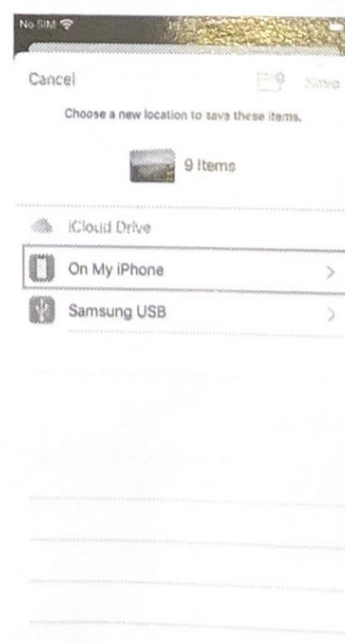 No SIM
Cancel
Save
Choose a new location to save these items.
9 Items
iCloud Drive
On My iPhone
Samsung USB